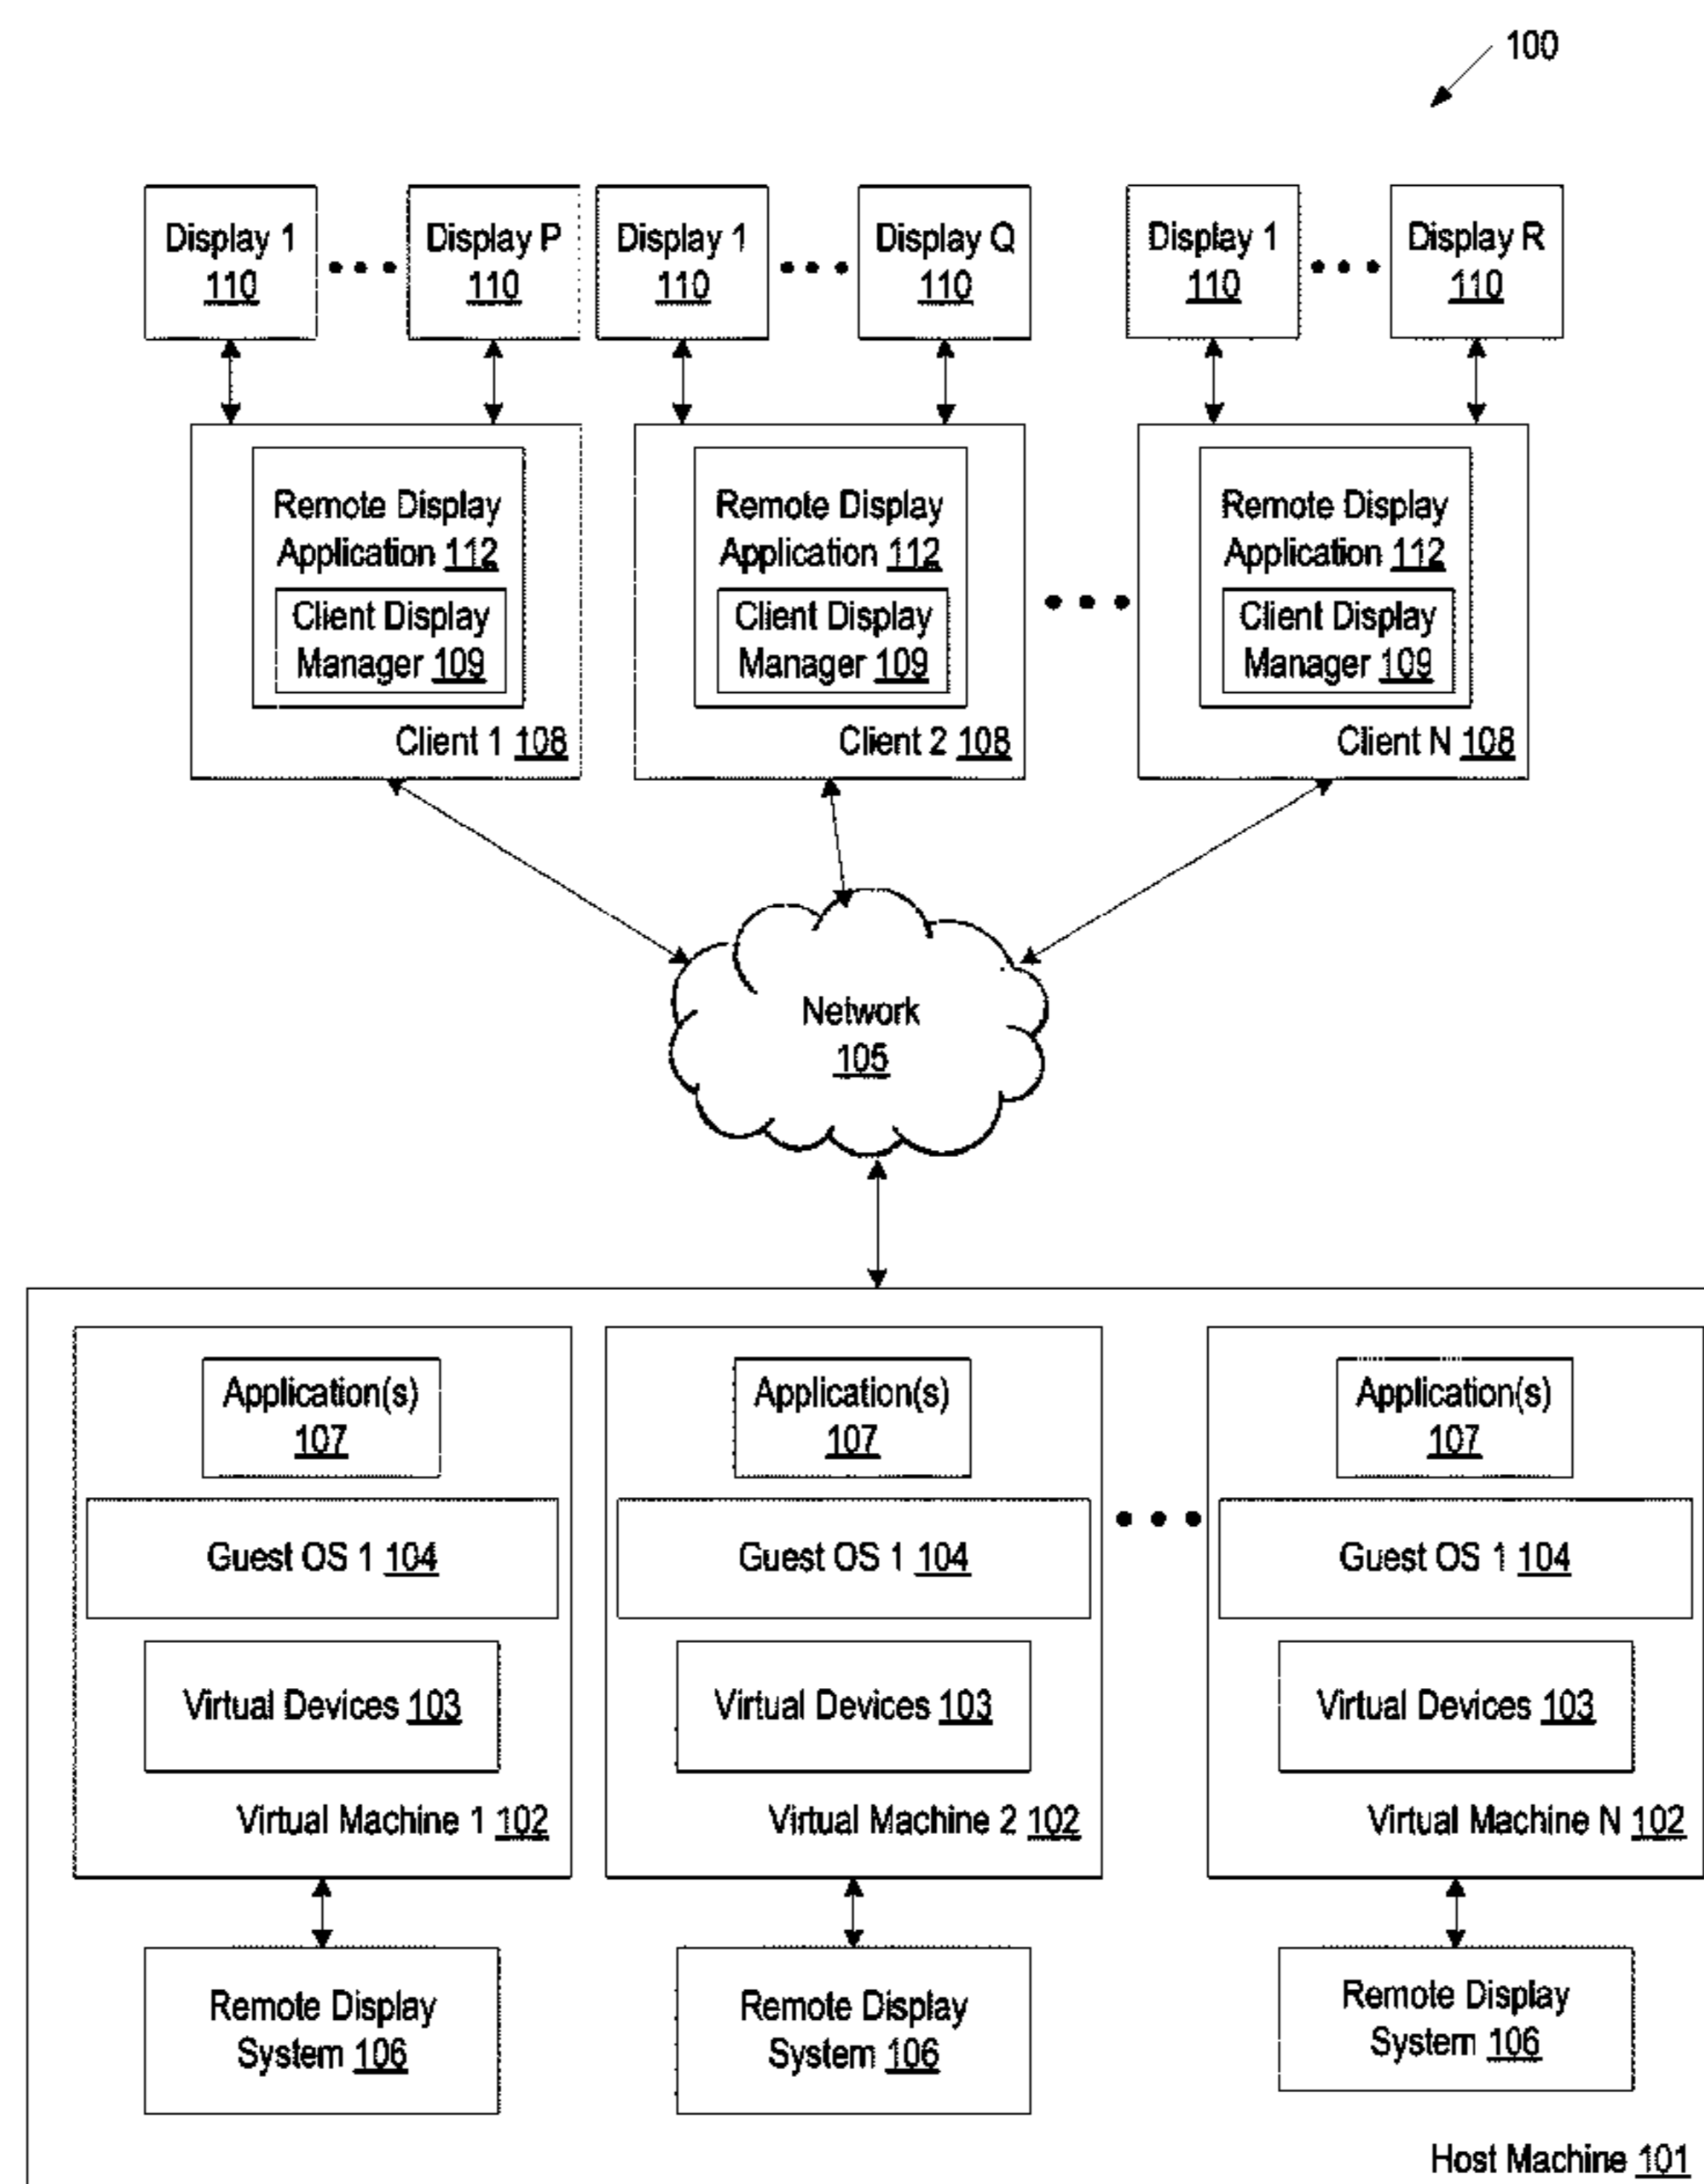 100
Display 1
110
Display P
110
Display 1
110
Display Q
110
Display 1
110
Display R
110
Remote Display
Application 112
Client Display
Manager 109
Client 1 108
Remote Display
Application 112
Client Display
Manager 109
Client 2 108
Remote Display
Application 112
Client Display
Manager 109
Client N 108
Network
105
Application(s)
107
Guest OS 1 104
Virtual Devices 103
Virtual Machine 1 102
Application(s)
107
Guest OS 1 104
Virtual Devices 103
Virtual Machine 2 102
Application(s)
107
Guest OS 1 104
Virtual Devices 103
Virtual Machine N 102
Remote Display
System 106
Remote Display
System 106
Remote Display
System 106
Host Machine 101